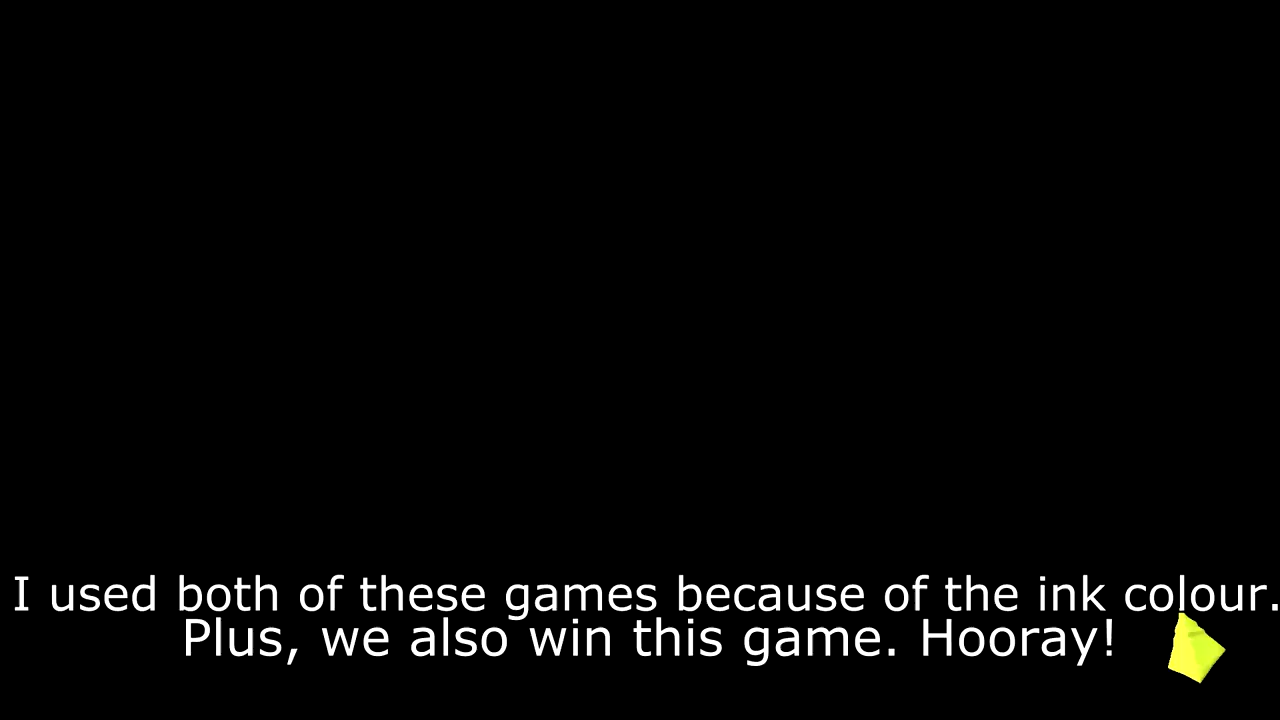 I used both of these games because of the ink colour.
Plus, we also win this game. Hooray!